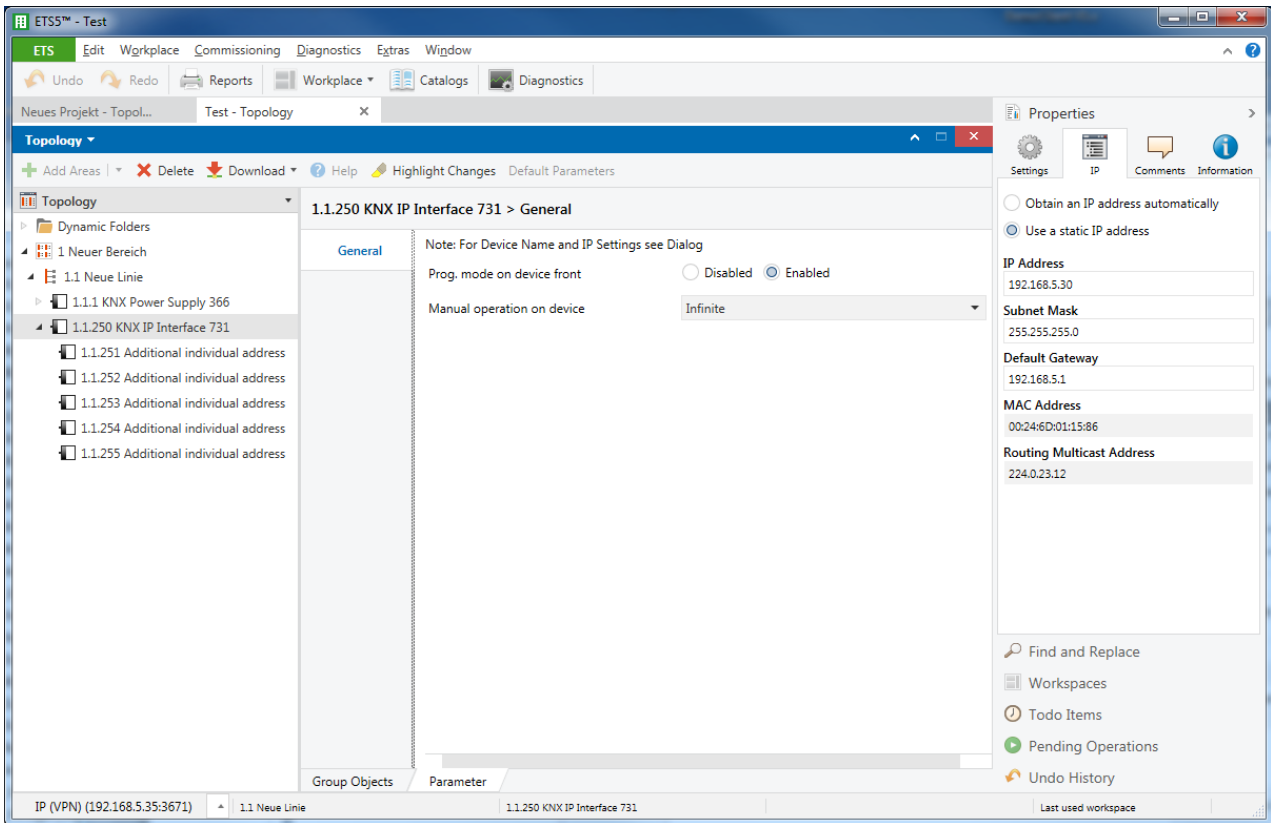 ETS5™ - Test
ETS Edit Workplace Commissioning Diagnostics Extras Window
Undo Redo Reports Workplace Catalogs Diagnostics
Neues Projekt - Topol... Test - Topology
Topology
Add Areas Delete Download Help Highlight Changes Default Parameters
Topology
Dynamic Folders
1 Neuer Bereich
1.1 Neue Linie
1.1.1 KNX Power Supply 366
1.1.250 KNX IP Interface 731
1.1.251 Additional individual address
1.1.252 Additional individual address
1.1.253 Additional individual address
1.1.254 Additional individual address
1.1.255 Additional individual address
1.1.250 KNX IP Interface 731 > General
General
Note: For Device Name and IP Settings see Dialog
Prog. mode on device front Disabled Enabled
Manual operation on device Infinite
Group Objects Parameter
Properties
Settings IP Comments Information
Obtain an IP address automatically
Use a static IP address
IP Address
192.168.5.30
Subnet Mask
255.255.255.0
Default Gateway
192.168.5.1
MAC Address
00:24:6D:01:15:86
Routing Multicast Address
224.0.23.12
Find and Replace
Workspaces
Todo Items
Pending Operations
Undo History
IP (VPN) (192.168.5.35:3671) 1.1 Neue Linie 1.1.250 KNX IP Interface 731 Last used workspace